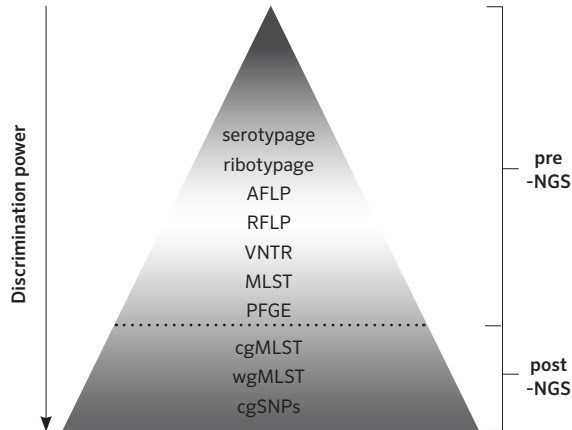 Discrimination power
serotypage
ribotypage
AFLP
RFLP
VNTR
MLST
PFGE
cgMLST
wgMLST
cgSNPs
pre
-NGS
post
-NGS